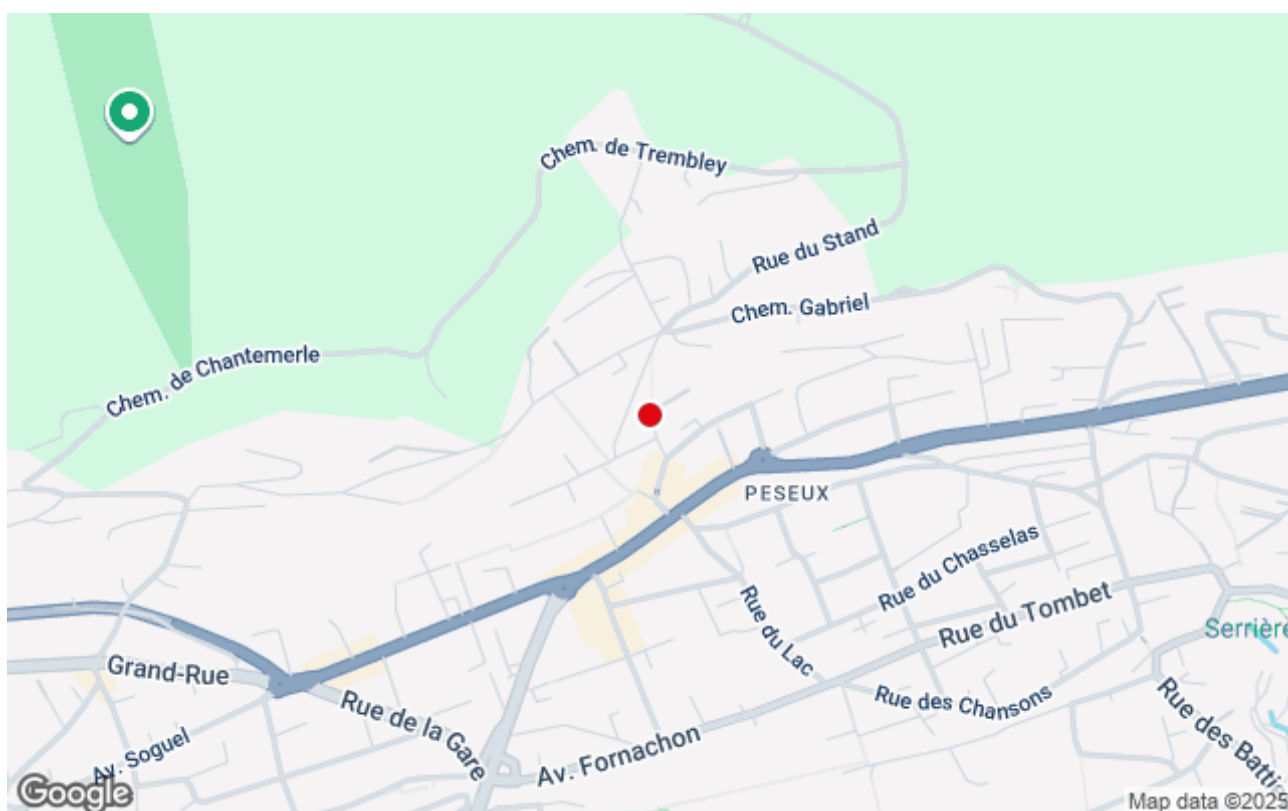 Chem. de Trembley
Rue du Stand
Chem. Gabriel
Chem. de Chantemerle
PESEUX
Rue du Chasselas
Rue du Tombet
Serrière
Rue du Lac
Grand-Rue
Rue des Chansons
Rue de la Gare
Rue des Batti
Av. Soguel
Av. Fornachon
Google
Map data ©2025